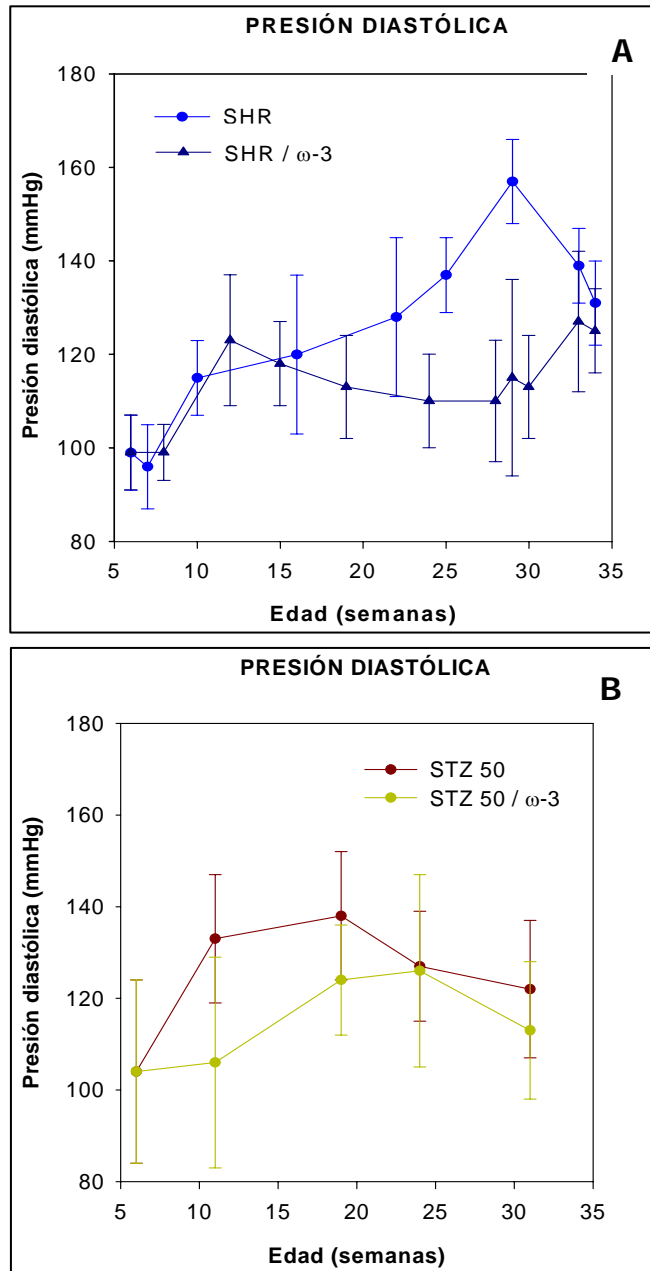 PRESIÓN DIASTÓLICA
A
180
160
140
120
100
80
Presión diastólica (mmHg)
SHR
SHR / ω-3
5 10 15 20 25 30 35
Edad (semanas)
PRESIÓN DIASTÓLICA
B
180
160
140
120
100
80
Presión diastólica (mmHg)
STZ 50
STZ 50 / ω-3
5 10 15 20 25 30 35
Edad (semanas)